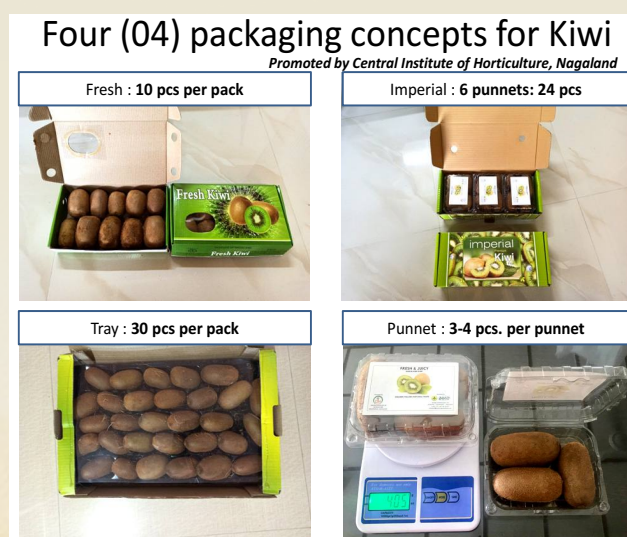 Four (04) packaging concepts for Kiwi
Promoted by Central Institute of Horticulture, Nagaland
Fresh : 10 pcs per pack
Imperial : 6 punnets: 24 pcs
Fresh Kiwi
Fresh Kiwi
imperial
Kiwi
Tray : 30 pcs per pack
Punnet : 3-4 pcs. per punnet
FRESH & JUICY
405